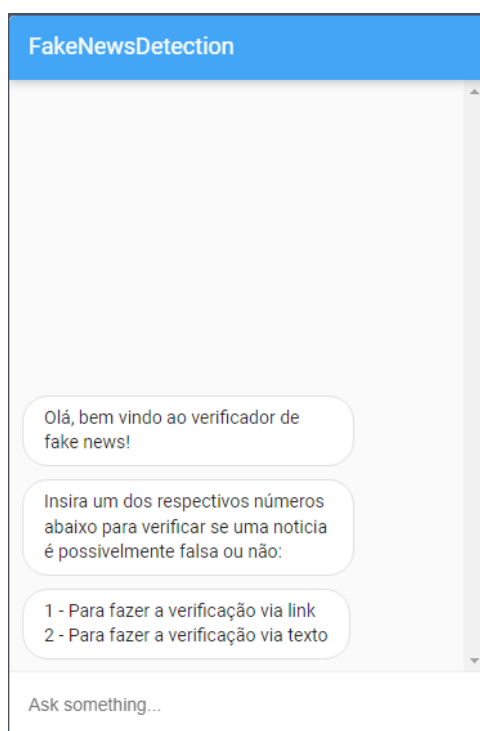 FakeNewsDetection
Olá, bem vindo ao verificador de
fake news!
Insira um dos respectivos números
abaixo para verificar se uma noticia
é possivelmente falsa ou não:
1 - Para fazer a verificação via link
2 - Para fazer a verificação via texto
Ask something...